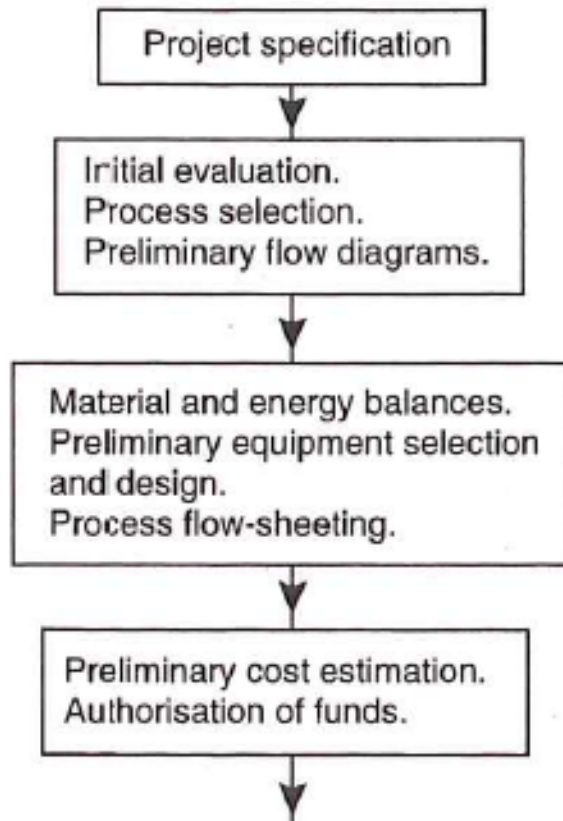 Project specification
Initial evaluation.
Process selection.
Preliminary flow diagrams.
Material and energy balances.
Preliminary equipment selection
and design.
Process flow-sheeting.
Preliminary cost estimation.
Authorisation of funds.